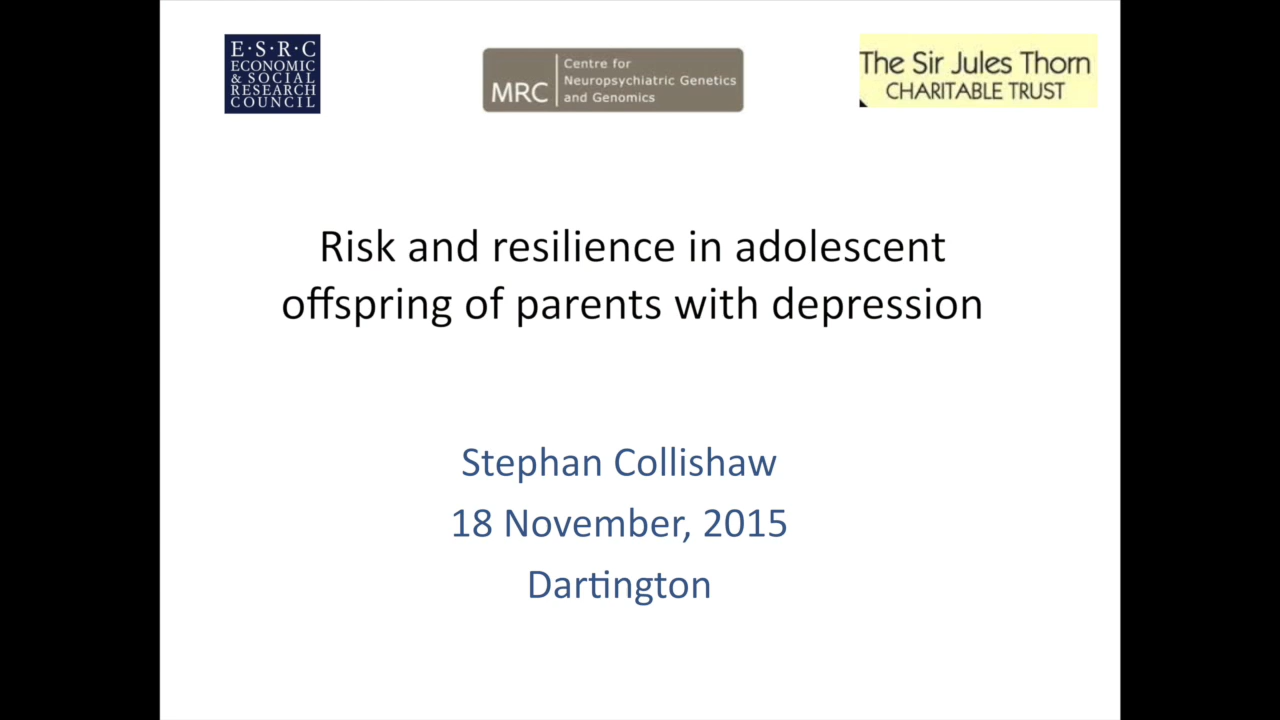 E·S·R·C
ECONOMIC
& SOCIAL
RESEARCH
COUNCIL
MRC
Centre for
Neuropsychiatric Genetics
and Genomics
The Sir Jules Thorn
CHARITABLE TRUST
Risk and resilience in adolescent
offspring of parents with depression
Stephan Collishaw
18 November, 2015
Dartington